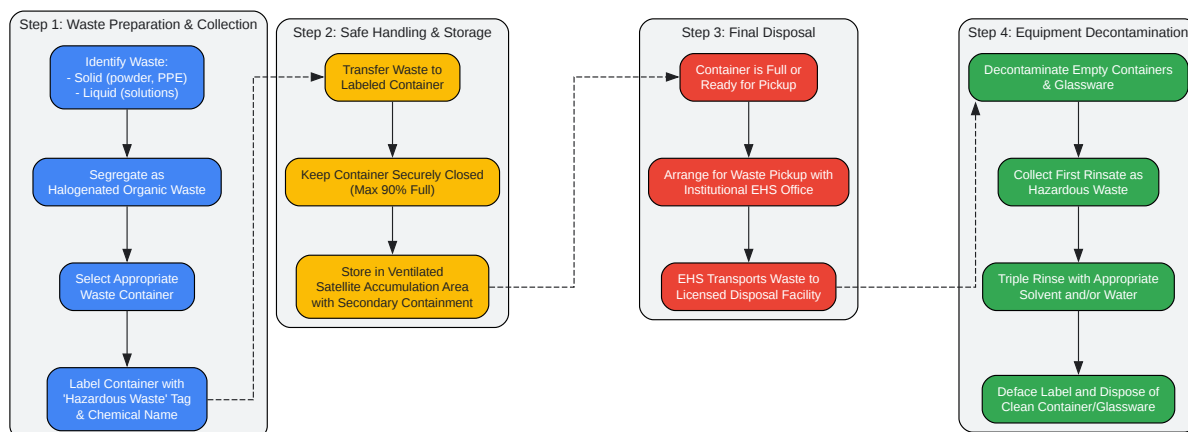 Step 1: Waste Preparation & Collection
Identify Waste:
- Solid (powder, PPE)
- Liquid (solutions)
Segregate as
Halogenated Organic Waste
Select Appropriate
Waste Container
Label Container with
'Hazardous Waste' Tag
& Chemical Name
Step 2: Safe Handling & Storage
Transfer Waste to
Labeled Container
Keep Container Securely Closed
(Max 90% Full)
Store in Ventilated
Satellite Accumulation Area
with Secondary Containment
Step 3: Final Disposal
Container is Full or
Ready for Pickup
Arrange for Waste Pickup with
Institutional EHS Office
EHS Transports Waste to
Licensed Disposal Facility
Step 4: Equipment Decontamination
Decontaminate Empty Containers
& Glassware
Collect First Rinsate as
Hazardous Waste
Triple Rinse with Appropriate
Solvent and/or Water
Deface Label and Dispose of
Clean Container/Glassware